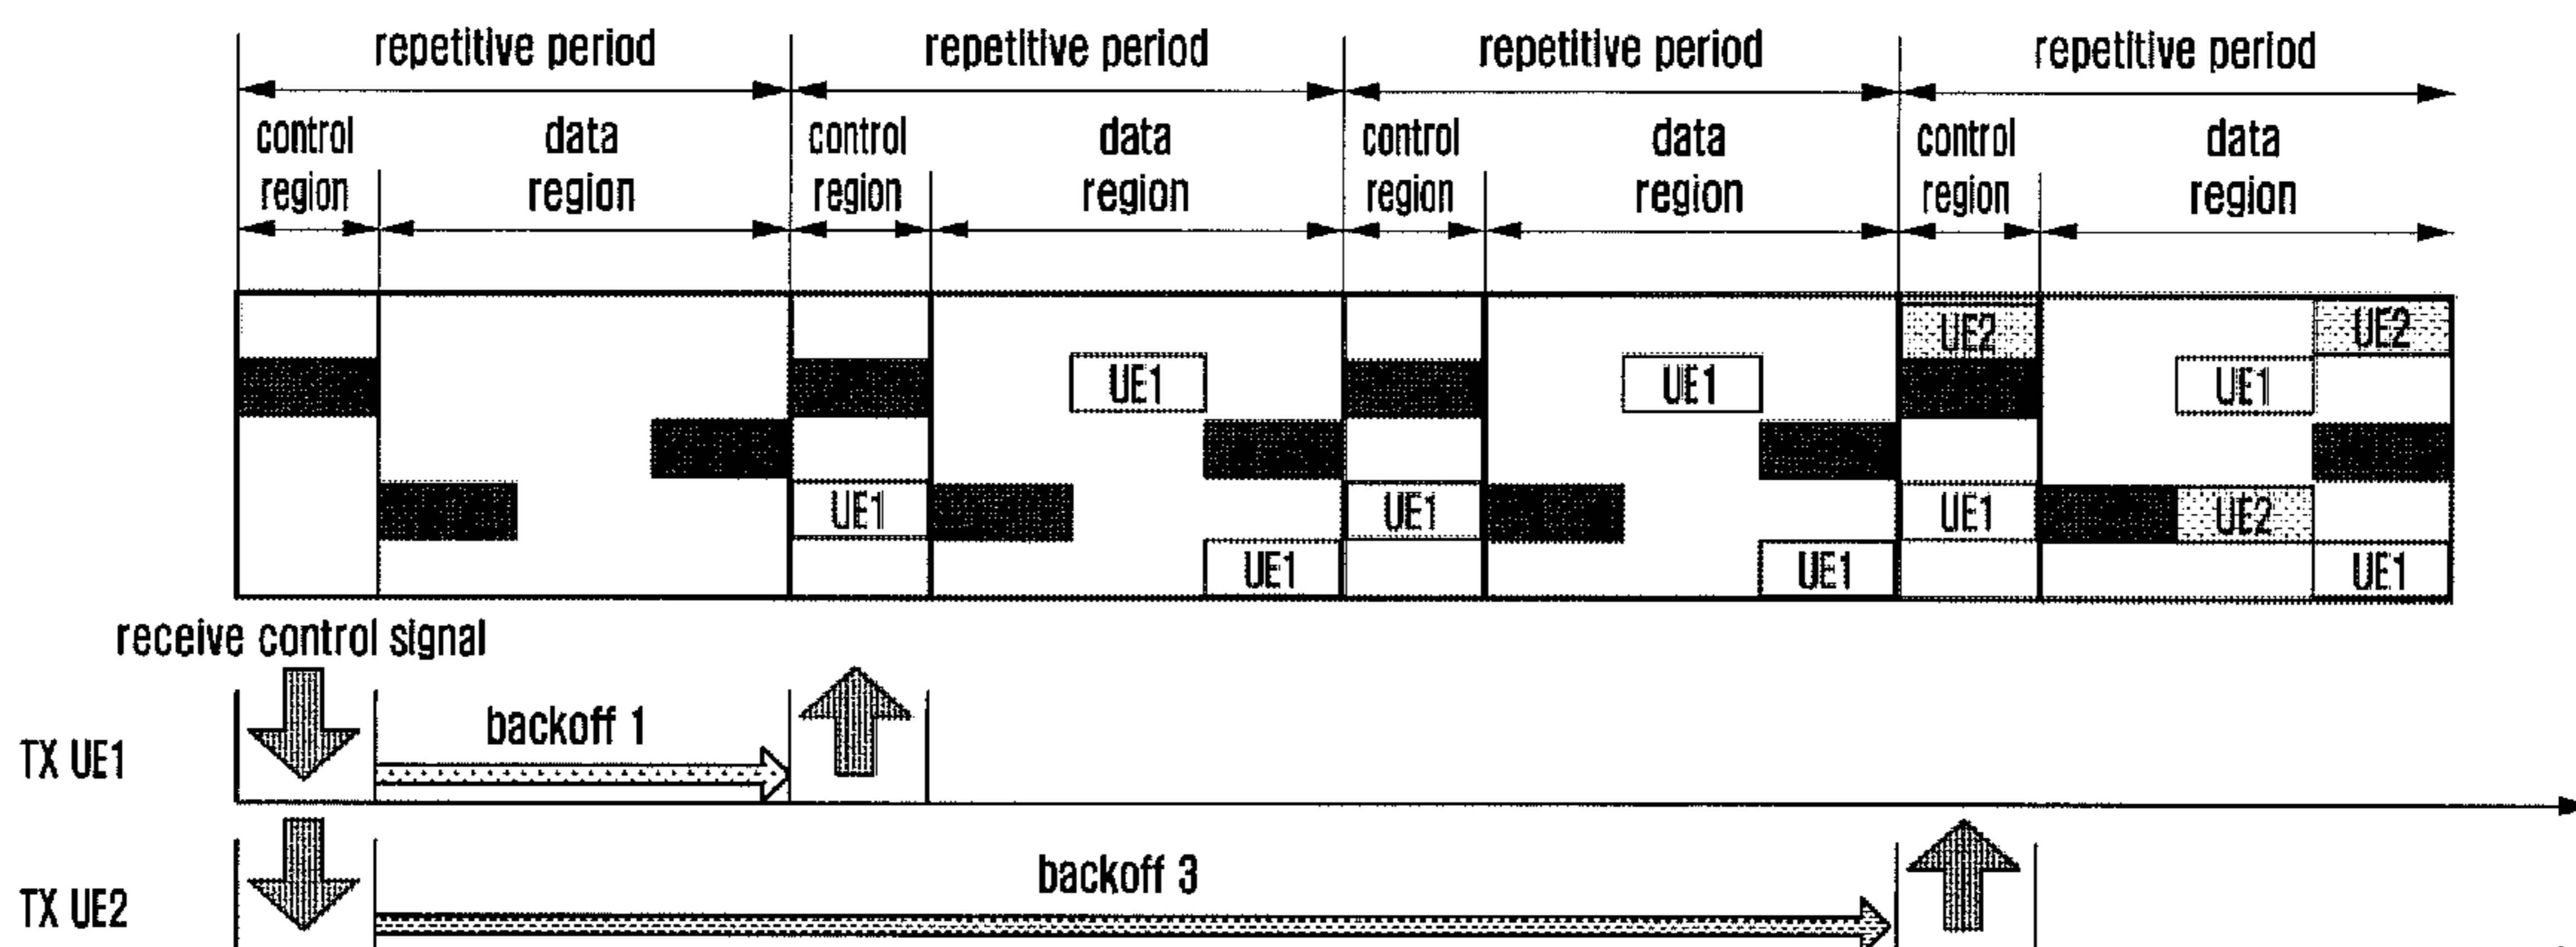 repetitive period repetitive period repetitive period repetitive period
control data control data control data control data
region region region region region region region region
UE2 UE2
UE1 UE1 UE1
UE1 UE1 UE1 UE2
UE1 UE1 UE1
receive control signal
backoff 1
TX UE1
backoff 3
TX UE2